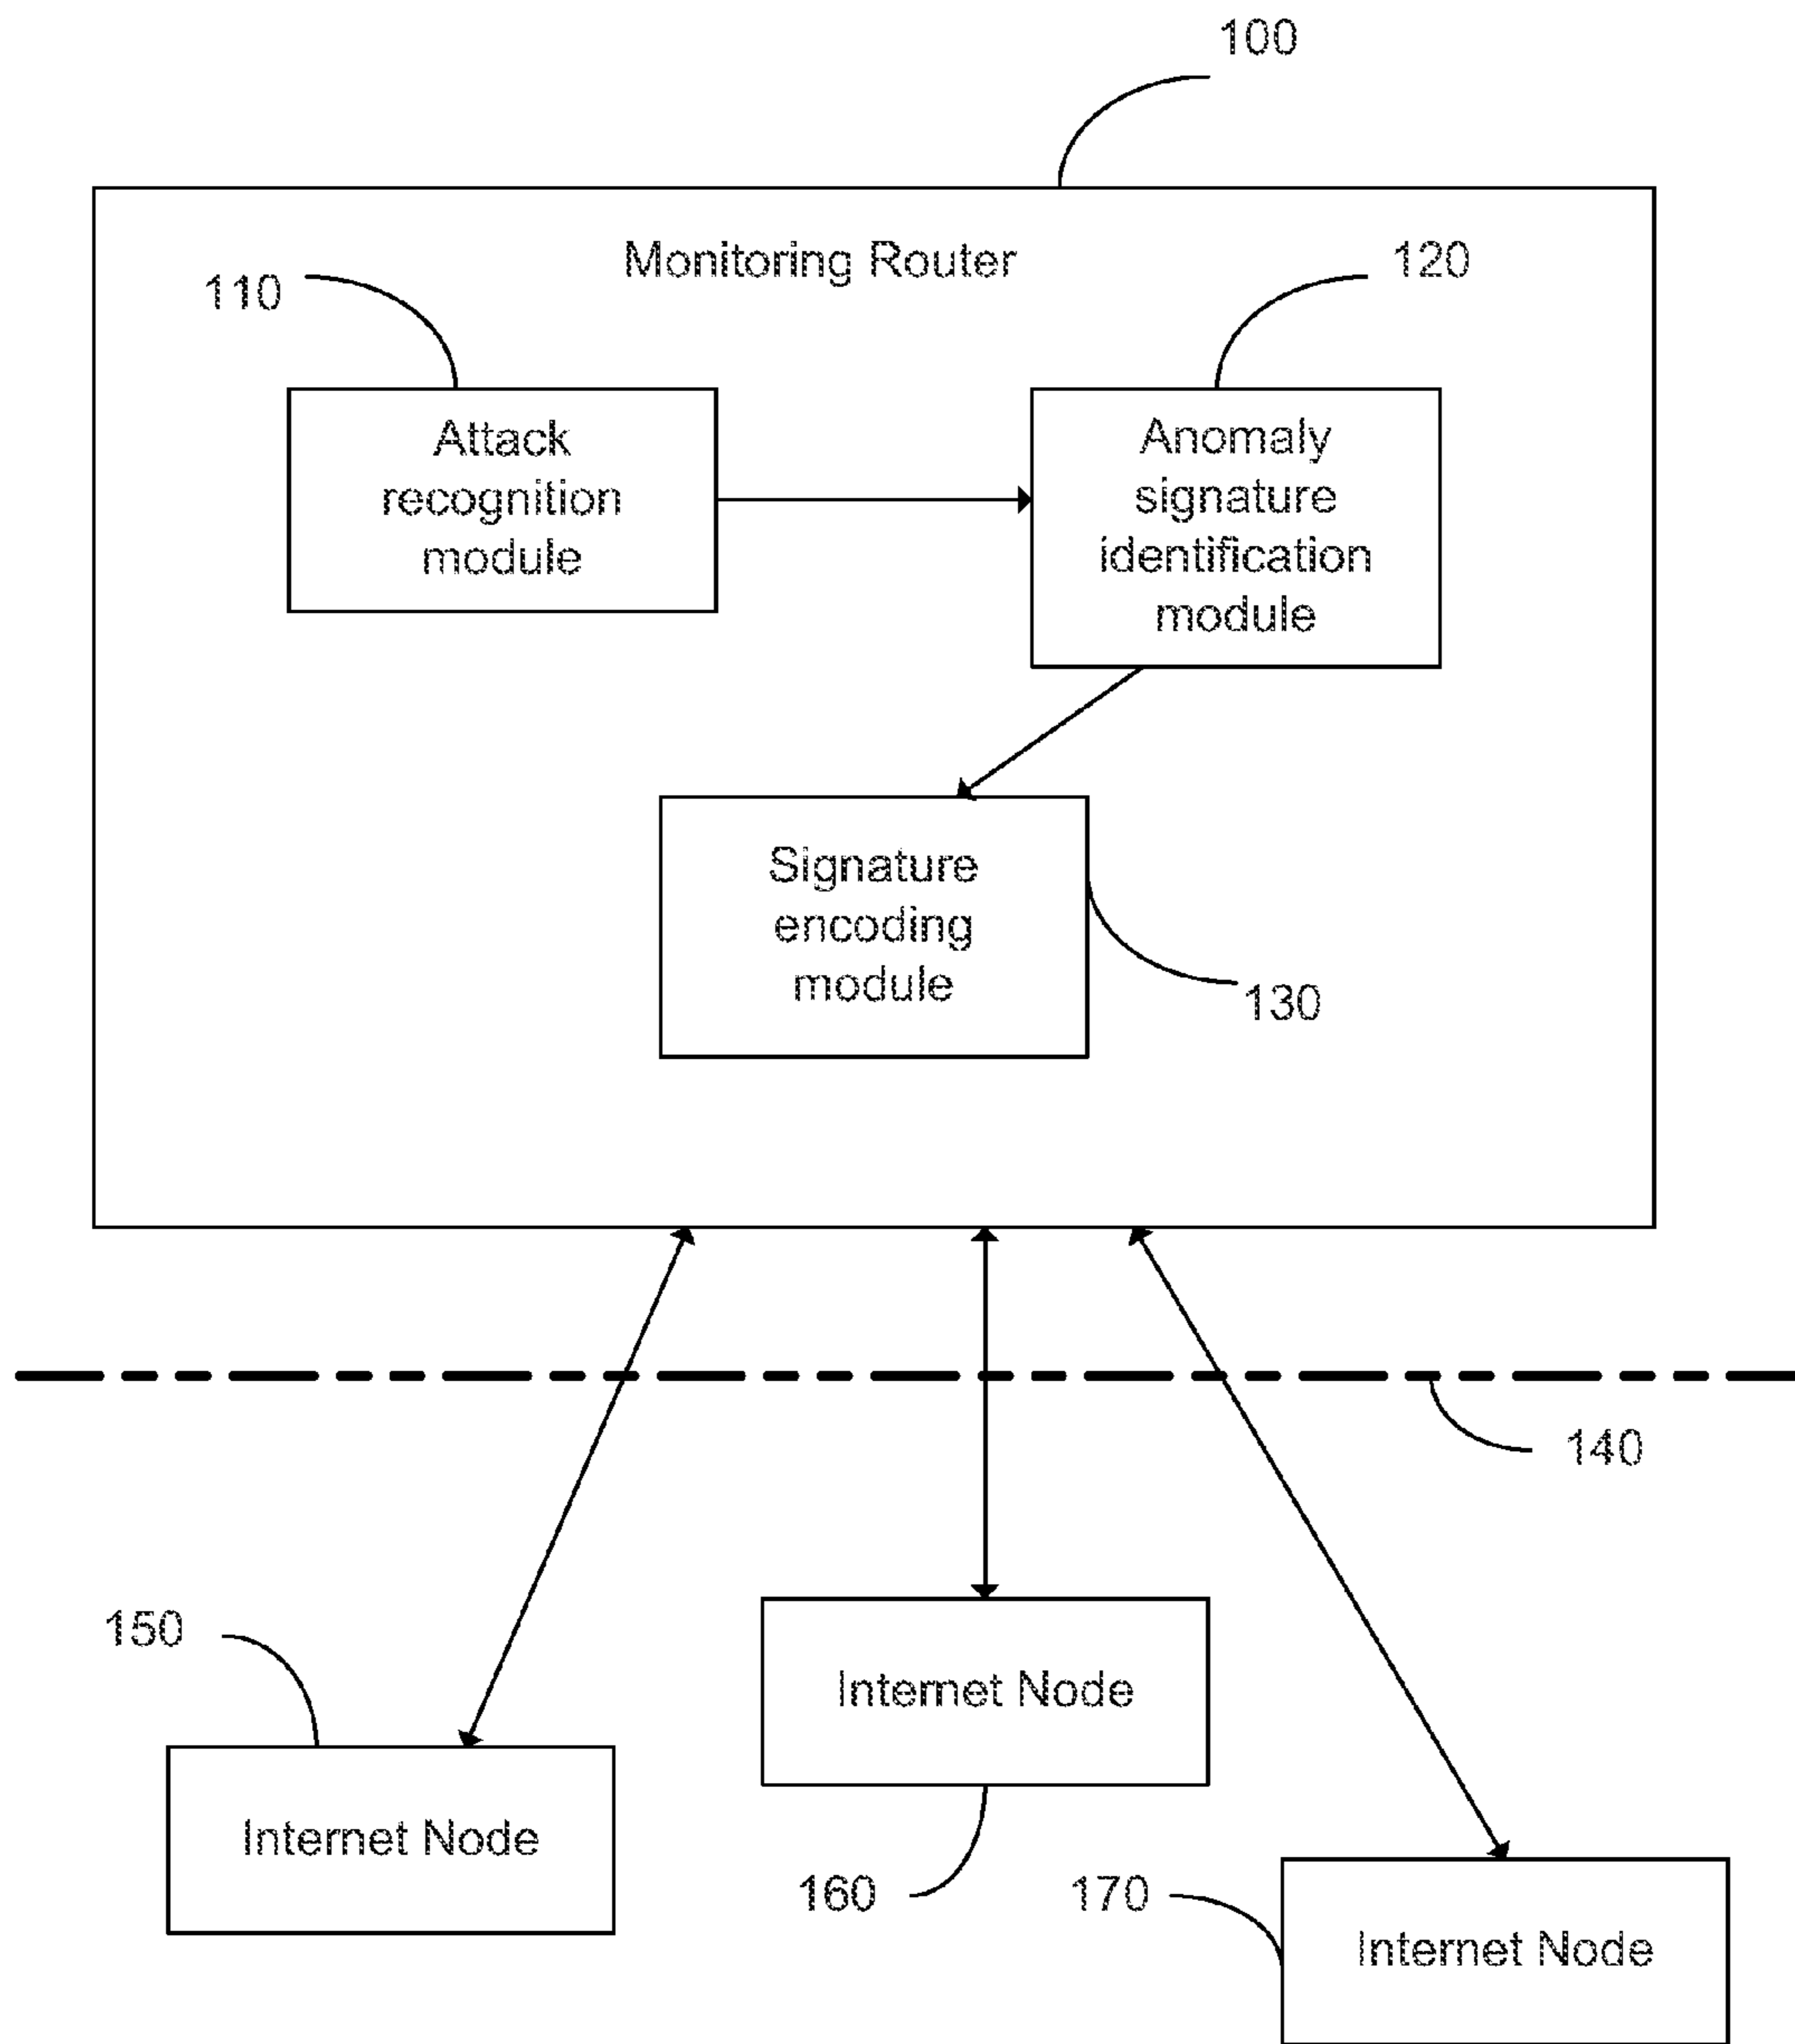 100
Monitoring Router
110
120
Attack
recognition
module
Anomaly
signature
identification
module
Signature
encoding
module
130
140
150
Internet Node
160
Internet Node
170
Internet Node